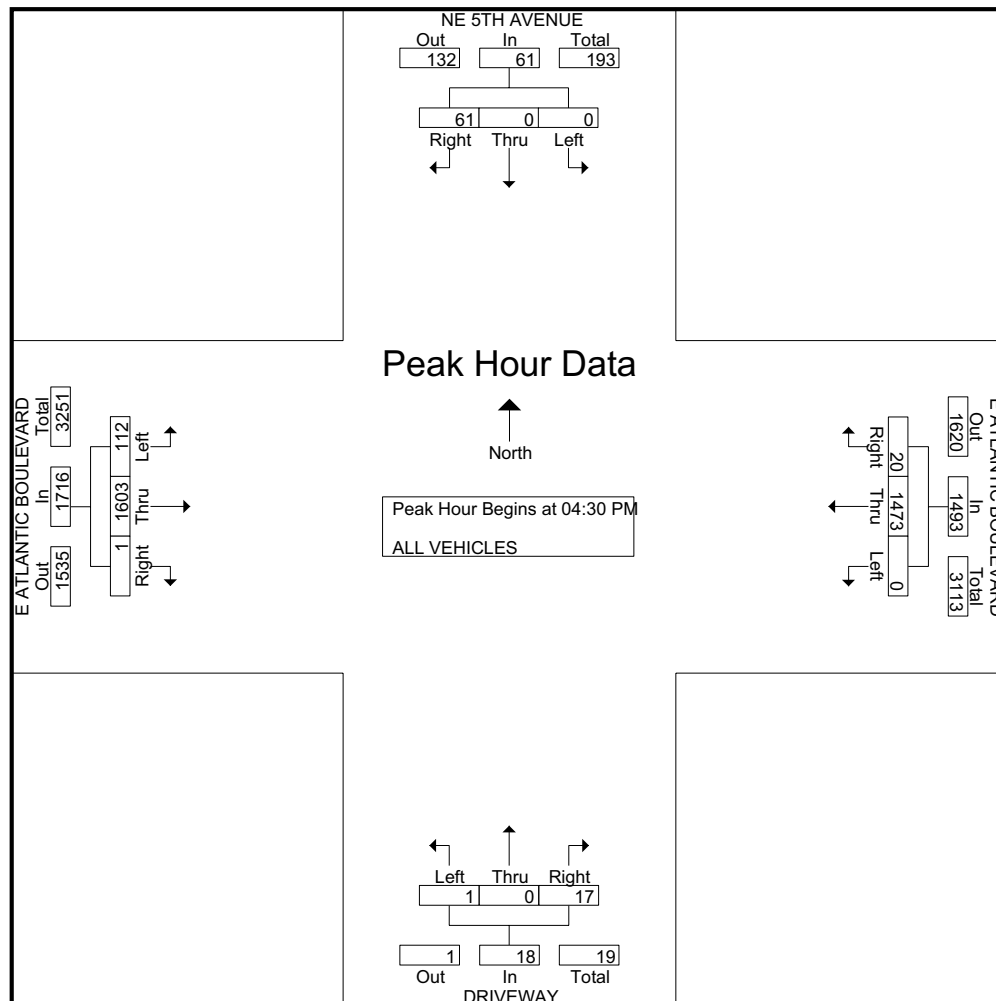 NE 5TH AVENUE
Out In Total
132 61 193
61 0 0
Right Thru Left
Peak Hour Data
North
Peak Hour Begins at 04:30 PM
ALL VEHICLES
E ATLANTIC BOULEVARD
Out In Total
1535 1716 3251
1 1603 112
Right Thru Left
E ATLANTIC BOULEVARD
Out In Total
1620 1493 3113
20 1473 0
Right Thru Left
Left Thru Right
1 0 17
1 18 19
Out In Total
DRIVEWAY